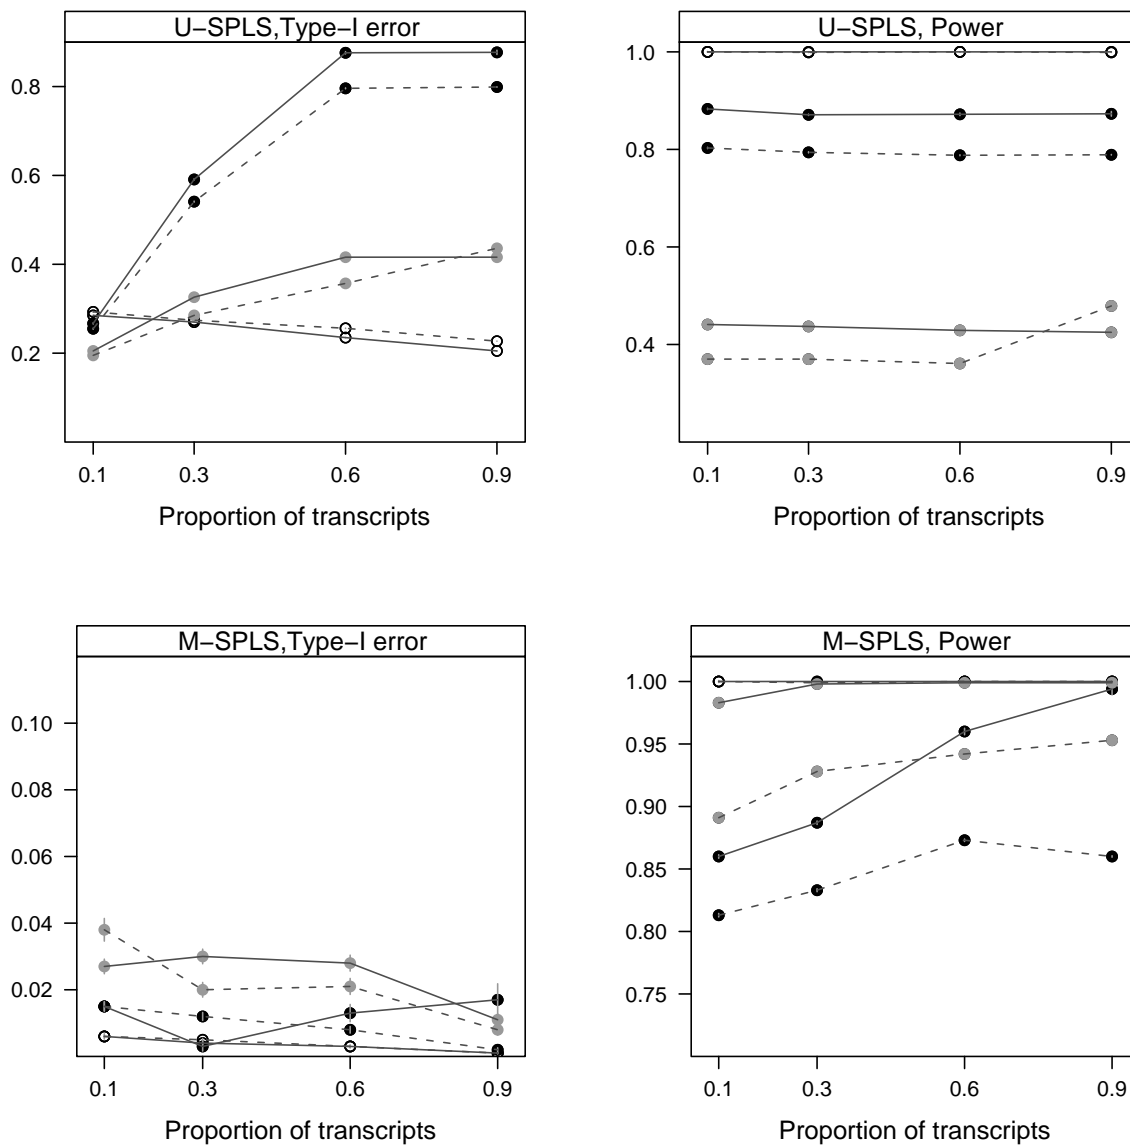 U−SPLS,Type−I error
0.8
0.6
0.4
0.2
0.1 0.3 0.6 0.9
Proportion of transcripts
U−SPLS, Power
1.0
0.8
0.6
0.4
0.1 0.3 0.6 0.9
Proportion of transcripts
M−SPLS,Type−I error
0.10
0.08
0.06
0.04
0.02
0.1 0.3 0.6 0.9
Proportion of transcripts
M−SPLS, Power
1.00
0.95
0.90
0.85
0.80
0.75
0.1 0.3 0.6 0.9
Proportion of transcripts